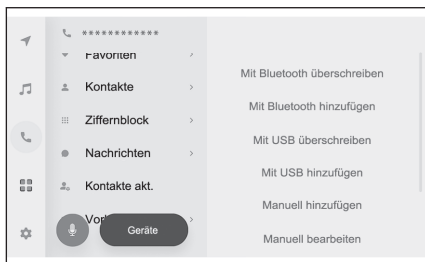 ************
Favoriten
Kontakte
Ziffernblock
Nachrichten
Kontakte akt.
Geräte
Mit Bluetooth überschreiben
Mit Bluetooth hinzufügen
Mit USB überschreiben
Mit USB hinzufügen
Manuell hinzufügen
Manuell bearbeiten